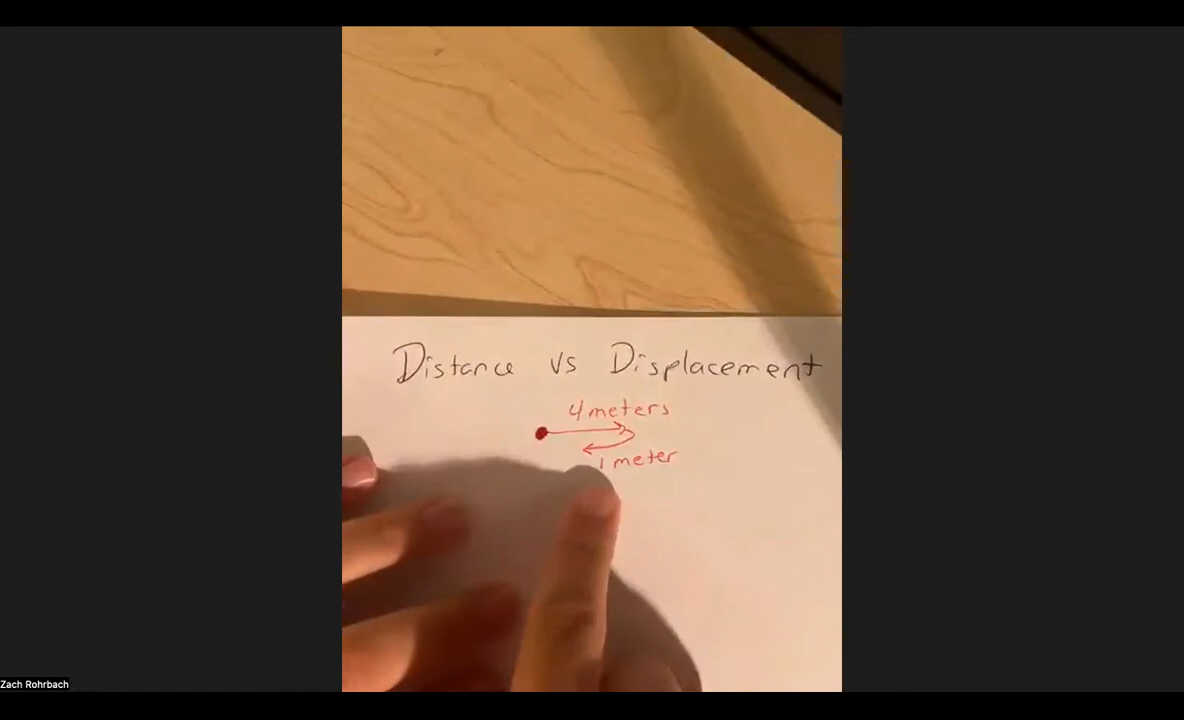 Distance vs Displacement
4 meters
1 meter
Zach Rohrbach